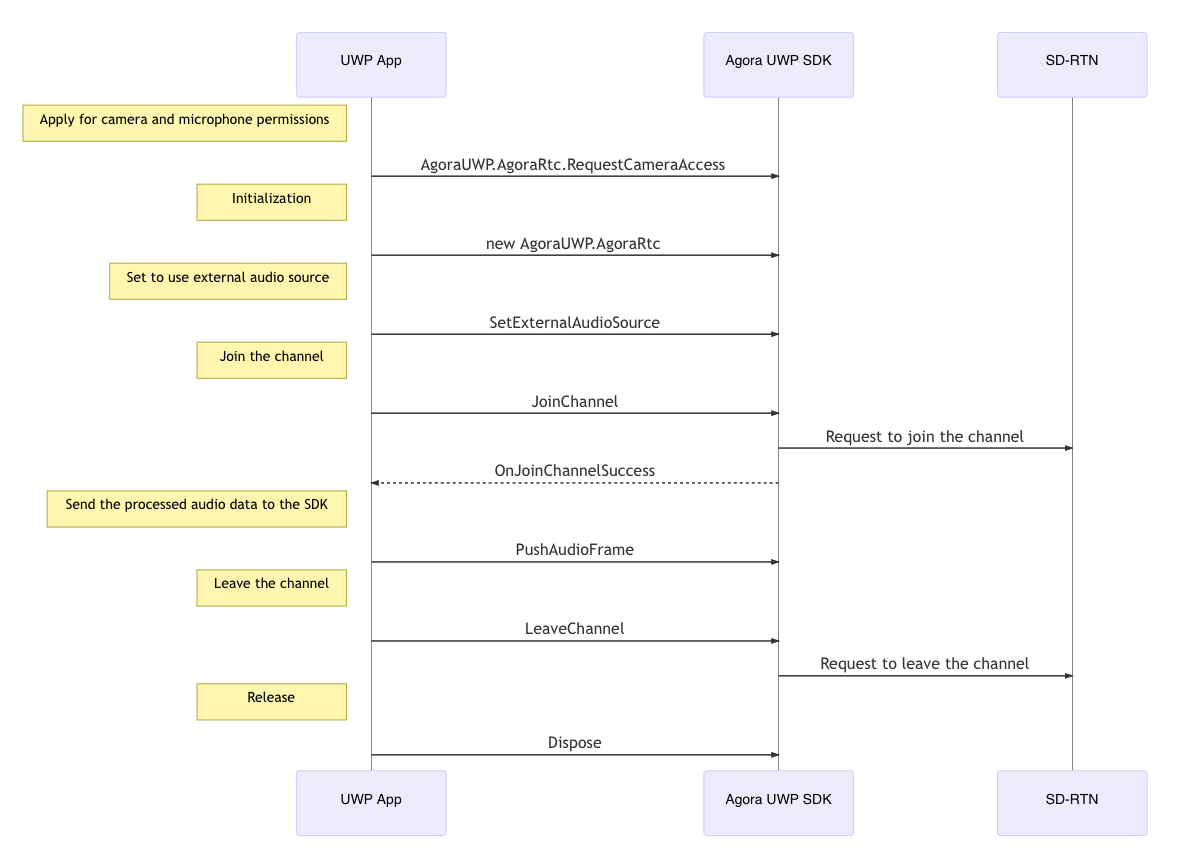 UWP App
Agora UWP SDK
SD-RTN
Apply for camera and microphone permissions
AgoraUWP.AgoraRtc.RequestCameraAccess
Initialization
new AgoraUWP.AgoraRtc
Set to use external audio source
SetExternalAudioSource
Join the channel
JoinChannel
Request to join the channel
OnJoinChannelSuccess
Send the processed audio data to the SDK
PushAudioFrame
Leave the channel
LeaveChannel
Request to leave the channel
Release
Dispose
UWP App
Agora UWP SDK
SD-RTN